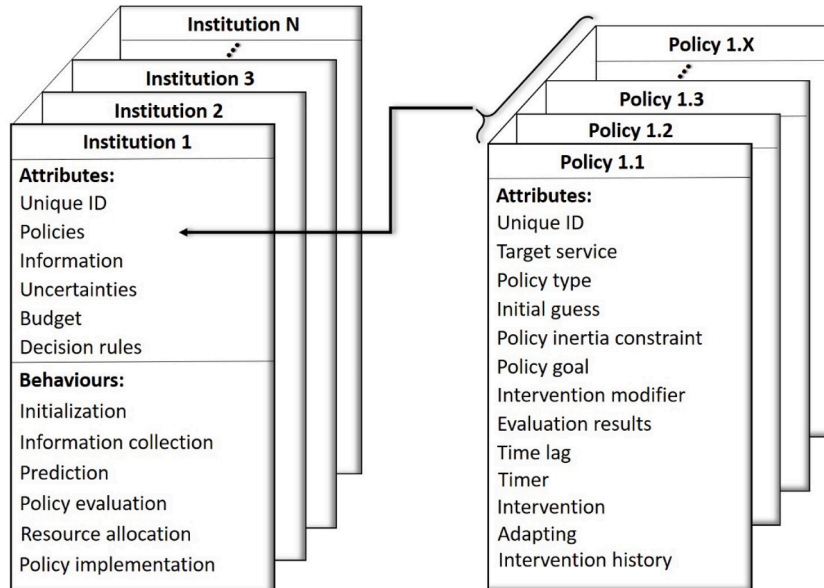 Institution N
Institution 3
Institution 2
Institution 1
Attributes:
Unique ID
Policies
Information
Uncertainties
Budget
Decision rules
Behaviours:
Initialization
Information collection
Prediction
Policy evaluation
Resource allocation
Policy implementation
Policy 1.X
Policy 1.3
Policy 1.2
Policy 1.1
Attributes:
Unique ID
Target service
Policy type
Initial guess
Policy inertia constraint
Policy goal
Intervention modifier
Evaluation results
Time lag
Timer
Intervention
Adapting
Intervention history